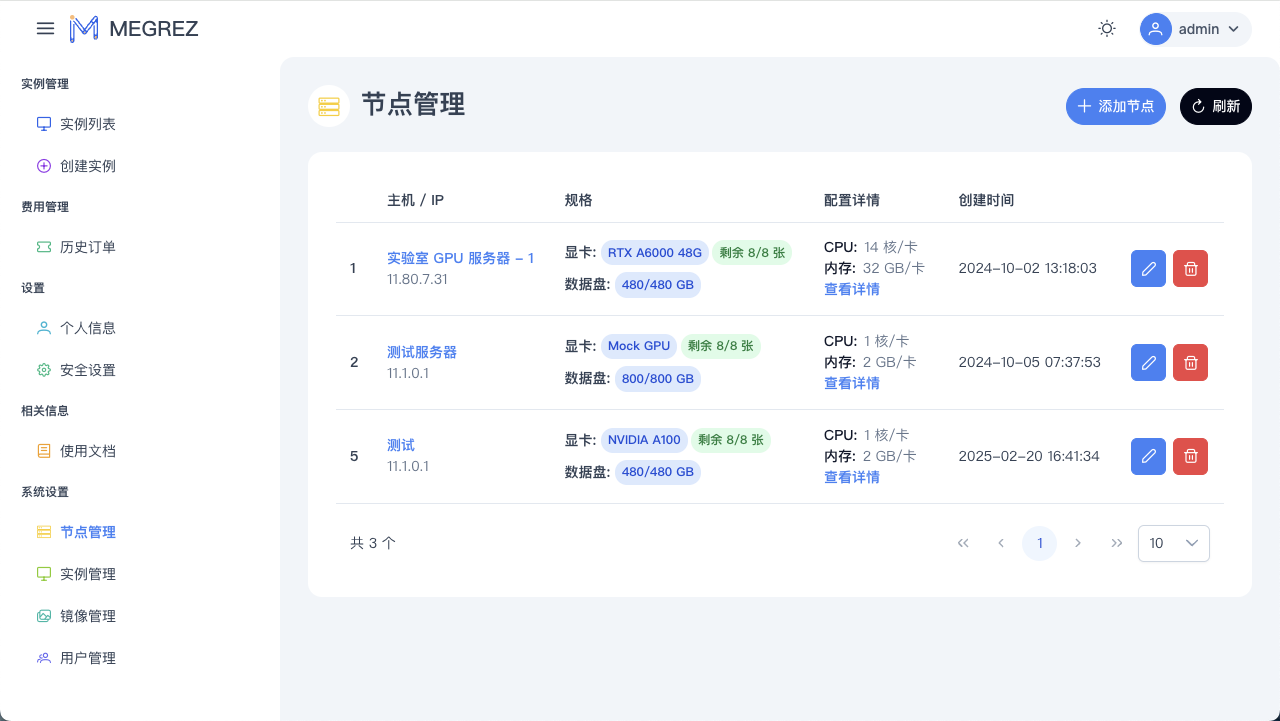 MEGREZ
admin
实例管理
实例列表
创建实例
费用管理
历史订单
设置
个人信息
安全设置
相关信息
使用文档
系统设置
节点管理
实例管理
镜像管理
用户管理
节点管理
添加节点
刷新
主机 / IP
规格
配置详情
创建时间
1
实验室 GPU 服务器 - 1
11.80.7.31
显卡: RTX A6000 48G 剩余 8/8 张
数据盘: 480/480 GB
CPU: 14 核/卡
内存: 32 GB/卡
查看详情
2024-10-02 13:18:03
2
测试服务器
11.1.0.1
显卡: Mock GPU 剩余 8/8 张
数据盘: 800/800 GB
CPU: 1 核/卡
内存: 2 GB/卡
查看详情
2024-10-05 07:37:53
5
测试
11.1.0.1
显卡: NVIDIA A100 剩余 8/8 张
数据盘: 480/480 GB
CPU: 1 核/卡
内存: 2 GB/卡
查看详情
2025-02-20 16:41:34
共 3 个
1
10